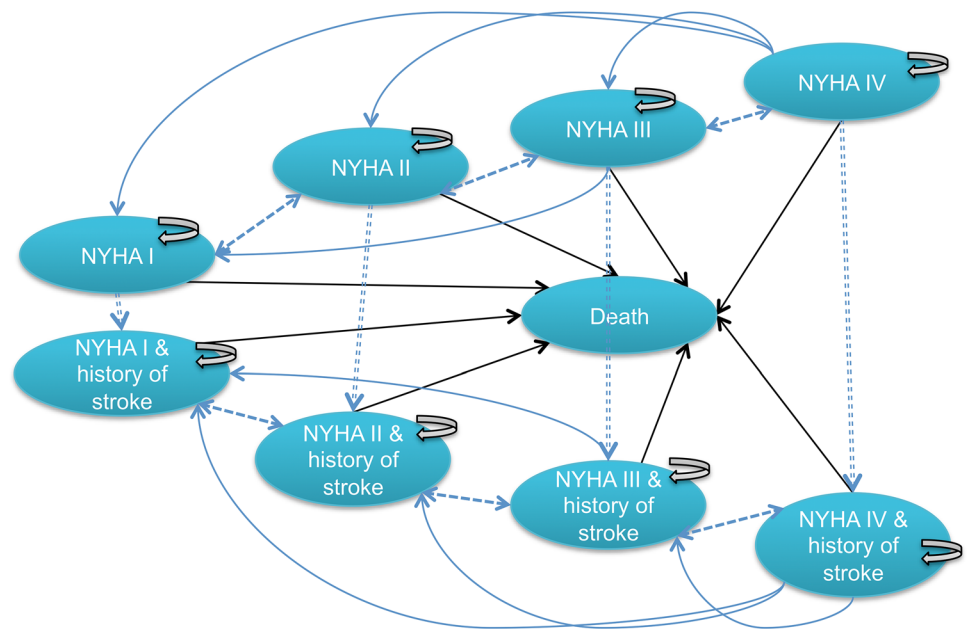 NYHA IV
NYHA III
NYHA II
NYHA I
Death
NYHA I &
history of
stroke
NYHA II &
history of
stroke
NYHA III &
history of
stroke
NYHA IV &
history of
stroke